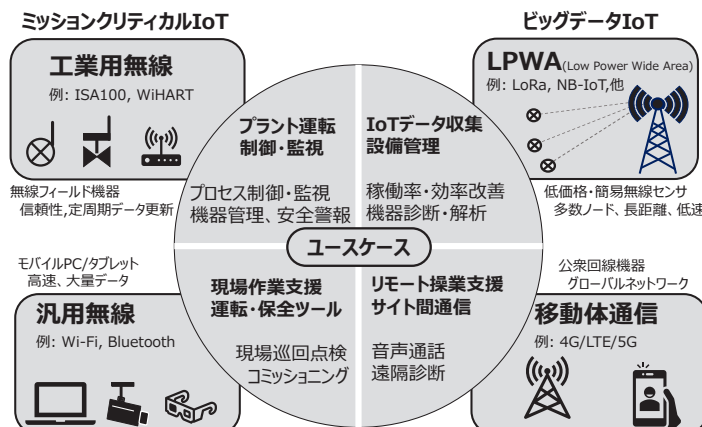 ミッションクリティカルIoT
工業用無線
例: ISA100, WiHART
無線フィールド機器
信頼性,定周期データ更新
ビッグデータIoT
LPWA(Low Power Wide Area)
例: LoRa, NB-IoT,他
低価格・簡易無線センサ
多数ノード、長距離、低速
プラント運転
制御・監視
プロセス制御・監視
機器管理、安全警報
IoTデータ収集
設備管理
稼働率・効率改善
機器診断・解析
ユースケース
現場作業支援
運転・保全ツール
現場巡回点検
コミッショニング
リモート操業支援
サイト間通信
音声通話
遠隔診断
モバイルPC/タブレット
高速、大量データ
汎用無線
例: Wi-Fi, Bluetooth
公衆回線機器
グローバルネットワーク
移動体通信
例: 4G/LTE/5G